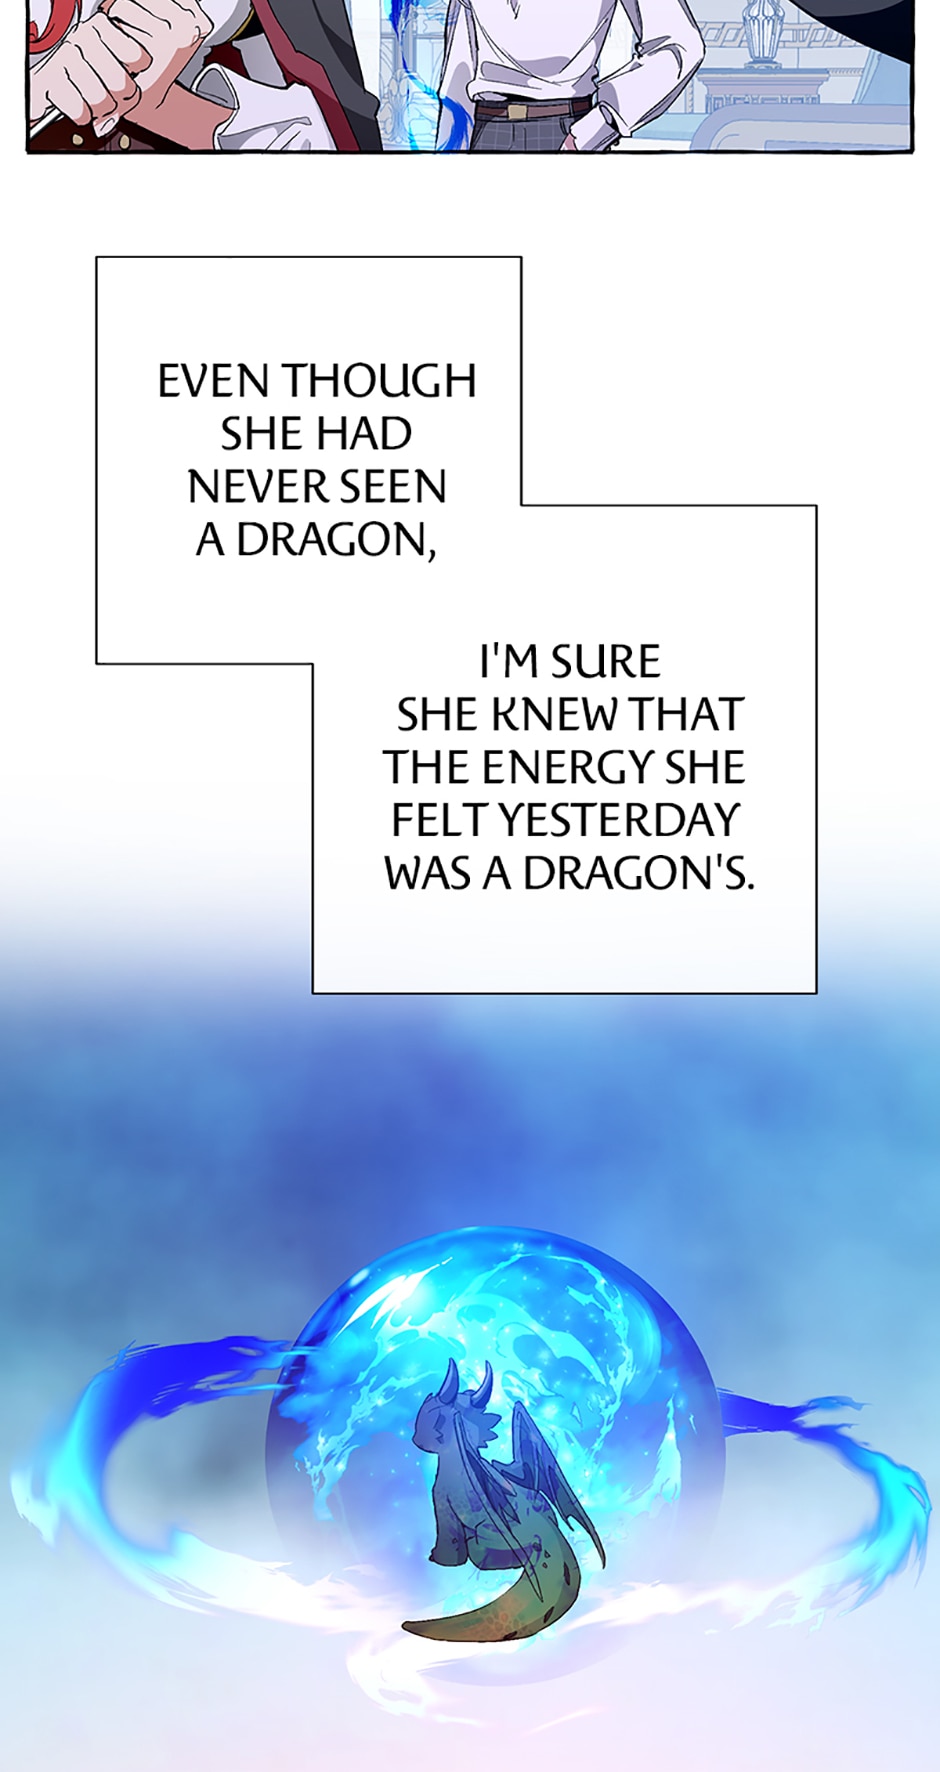 EVEN THOUGH
SHE HAD
NEVER SEEN
A DRAGON,
I'M SURE
SHE KNEW THAT
THE ENERGY SHE
FELT YESTERDAY
WAS A DRAGON'S.